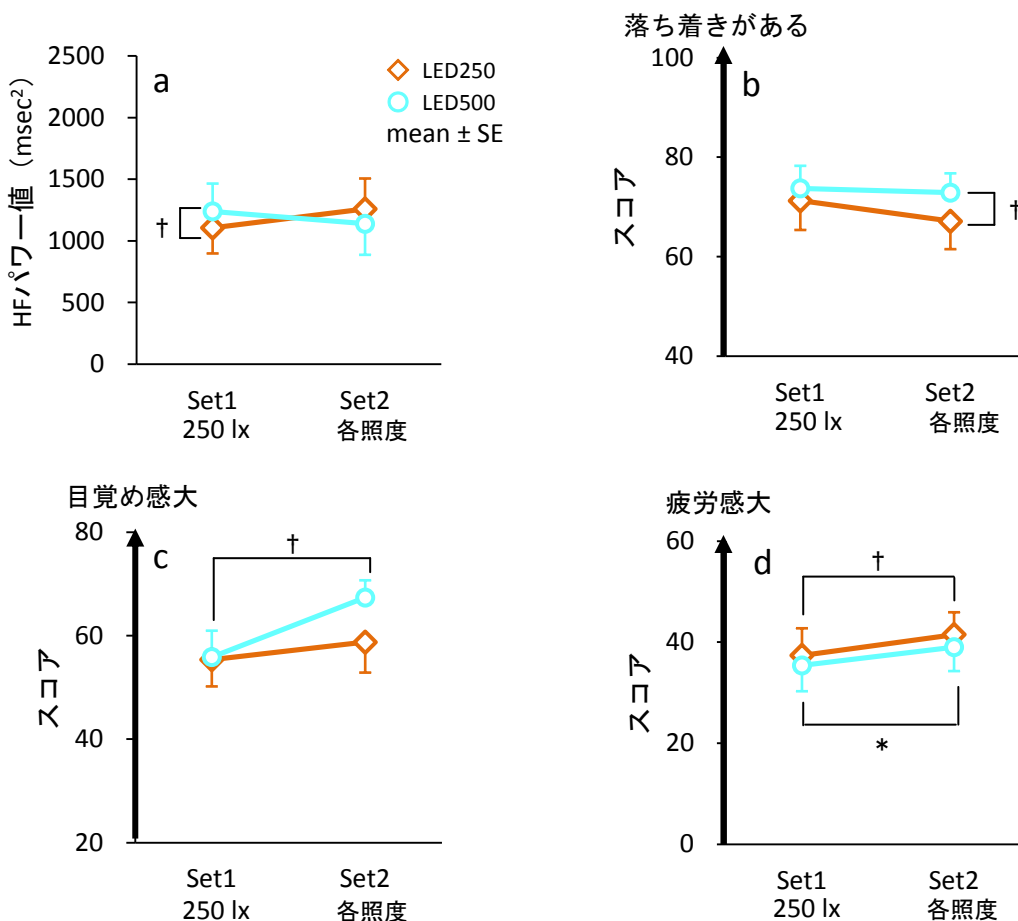 a
2500
2000
1500
1000
500
0
HFパワー値（msec²）
LED250
LED500
mean ± SE
†
Set1
250 lx
Set2
各照度
落ち着きがある
b
100
80
60
40
スコア
†
Set1
250 lx
Set2
各照度
目覚め感大
c
80
60
40
20
スコア
†
Set1
250 lx
Set2
各照度
疲労感大
d
60
40
20
0
スコア
†
*
Set1
250 lx
Set2
各照度